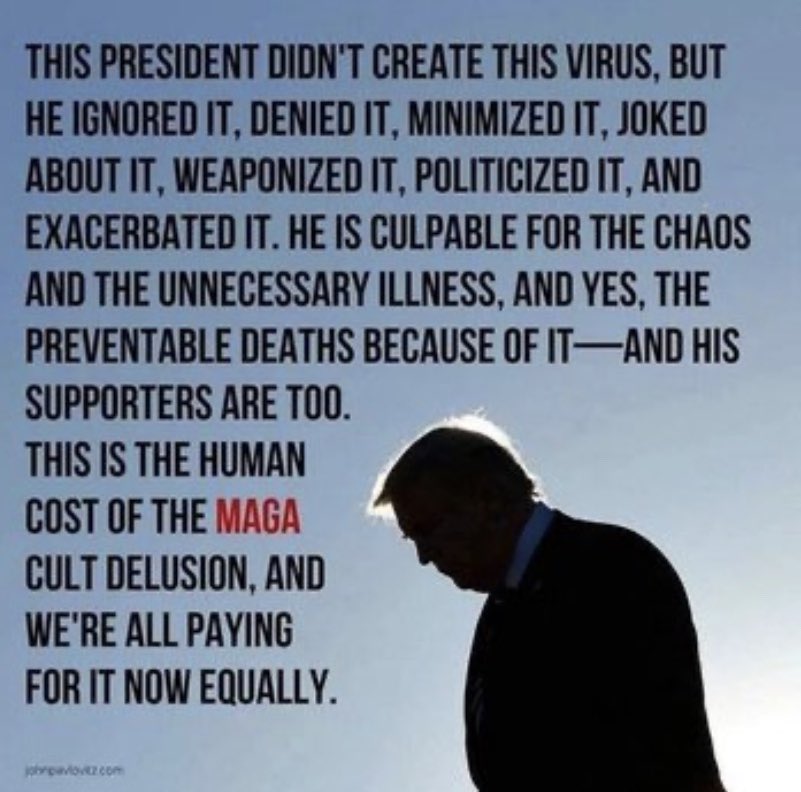 THIS PRESIDENT DIDN'T CREATE THIS VIRUS, BUT
HE IGNORED IT, DENIED IT, MINIMIZED IT, JOKED
ABOUT IT, WEAPONIZED IT, POLITICIZED IT, AND
EXACERBATED IT. HE IS CULPABLE FOR THE CHAOS
AND THE UNNECESSARY ILLNESS, AND YES, THE
PREVENTABLE DEATHS BECAUSE OF IT—AND HIS
SUPPORTERS ARE TOO.
THIS IS THE HUMAN
COST OF THE MAGA
CULT DELUSION, AND
WE'RE ALL PAYING
FOR IT NOW EQUALLY.
johnpavlovitz.com